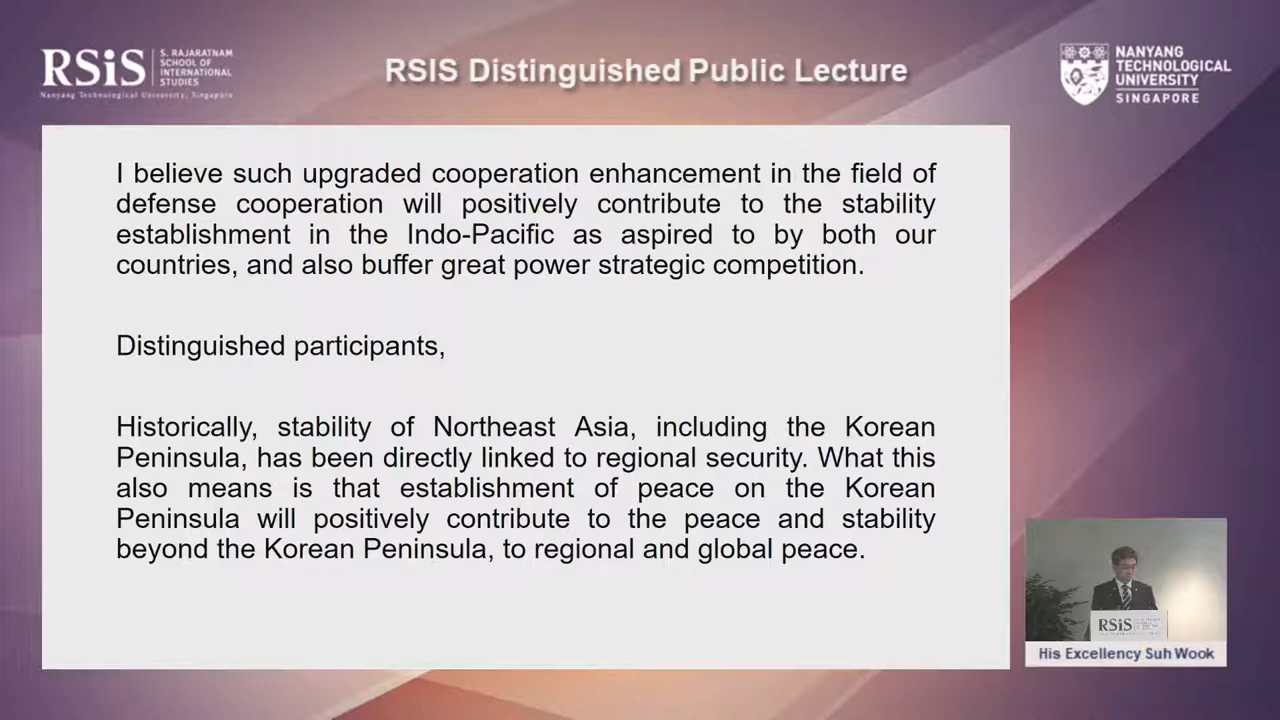 RSiS
S. RAJARATNAM
SCHOOL OF
INTERNATIONAL
STUDIES
Nanyang Technological University, Singapore
RSIS Distinguished Public Lecture
NANYANG
TECHNOLOGICAL
UNIVERSITY
SINGAPORE
I believe such upgraded cooperation enhancement in the field of
defense cooperation will positively contribute to the stability
establishment in the Indo-Pacific as aspired to by both our
countries, and also buffer great power strategic competition.
Distinguished participants,
Historically, stability of Northeast Asia, including the Korean
Peninsula, has been directly linked to regional security. What this
also means is that establishment of peace on the Korean
Peninsula will positively contribute to the peace and stability
beyond the Korean Peninsula, to regional and global peace.
RSiS
His Excellency Suh Wook